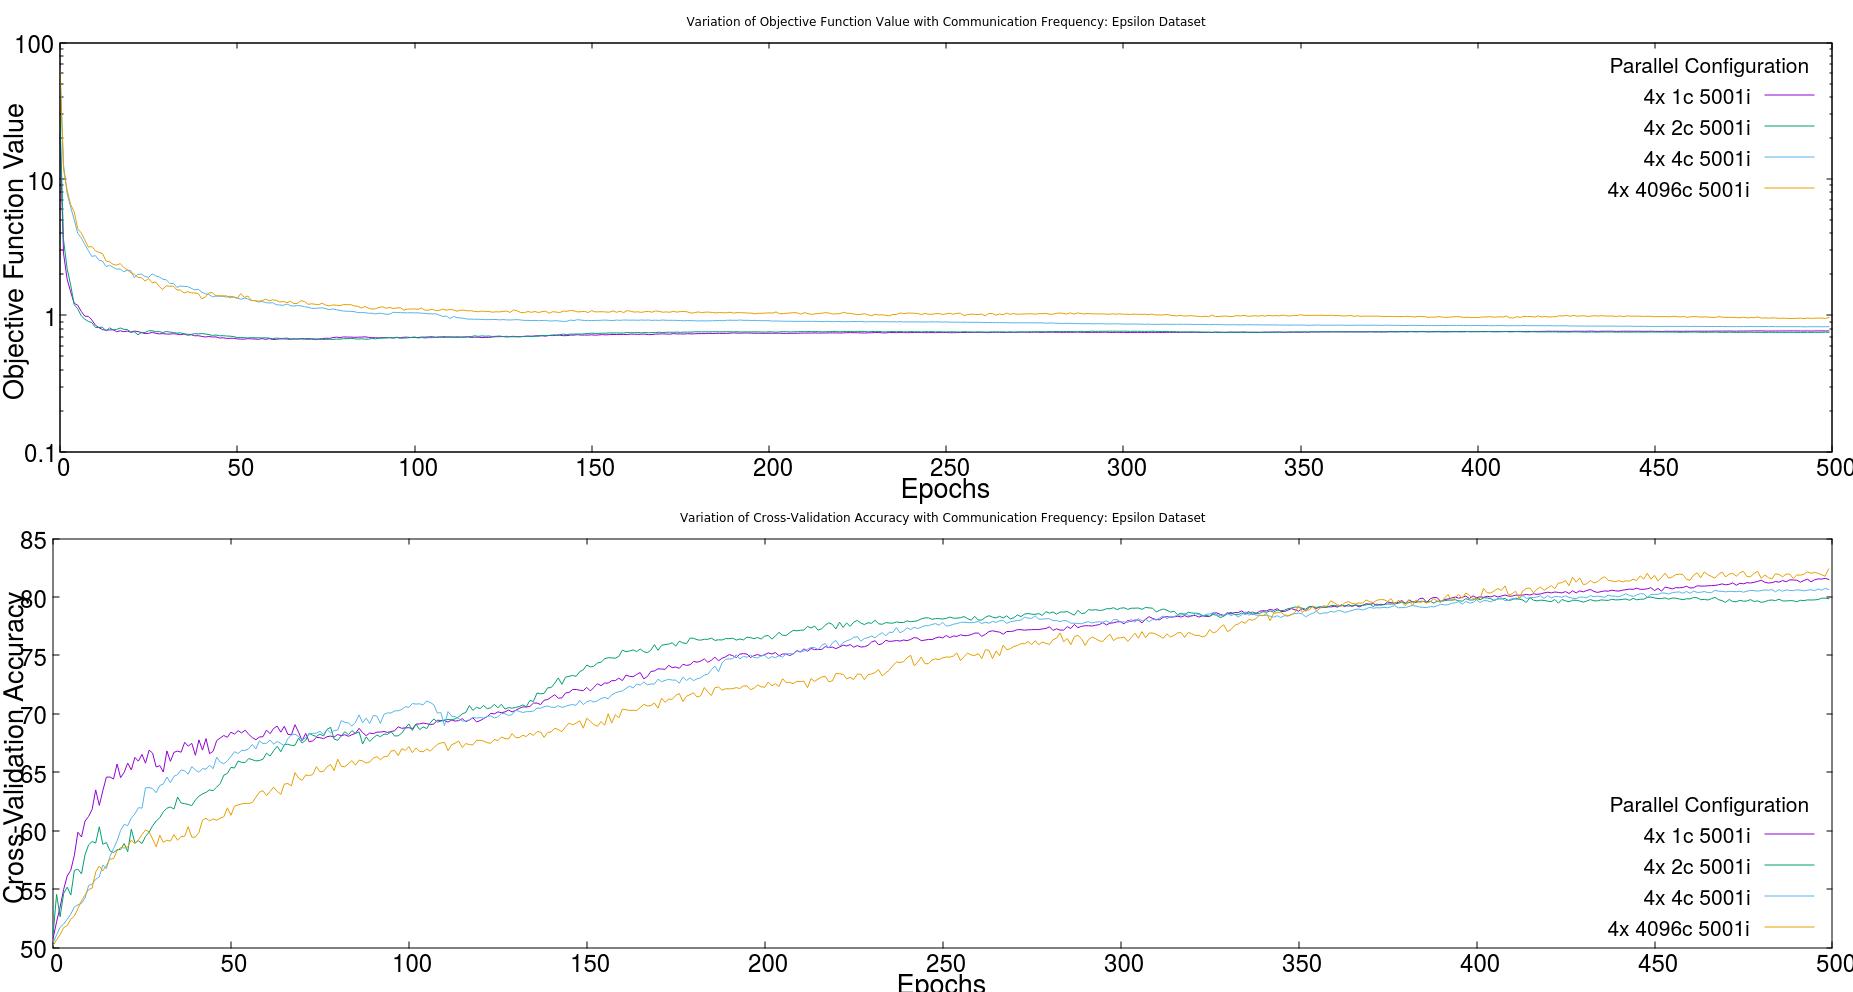 Variation of Objective Function Value with Communication Frequency: Epsilon Dataset
Objective Function Value
100
10
1
0.1
Parallel Configuration
4x 1c 5001i
4x 2c 5001i
4x 4c 5001i
4x 4096c 5001i
0 50 100 150 200 250 300 350 400 450 500
Epochs
Variation of Cross-Validation Accuracy with Communication Frequency: Epsilon Dataset
Cross-Validation Accuracy
85
80
75
70
65
60
55
50
Parallel Configuration
4x 1c 5001i
4x 2c 5001i
4x 4c 5001i
4x 4096c 5001i
0 50 100 150 200 250 300 350 400 450 500
Epochs